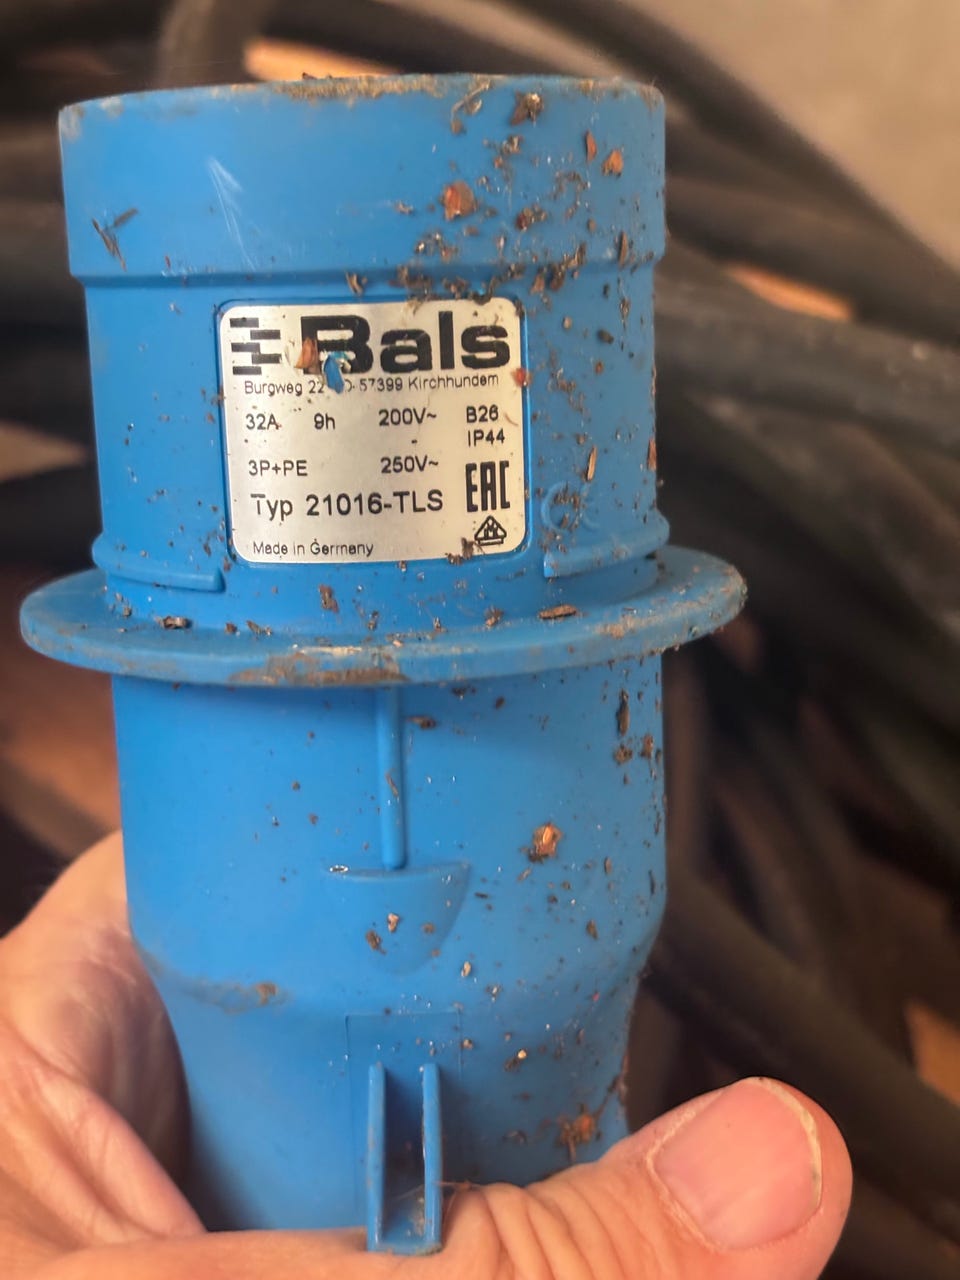 Bals
Burgweg 22 D-57399 Kirchhundem
32A 9h 200V~ B26
- IP44
3P+PE 250V~ EAC
Typ 21016-TLS
Made in Germany